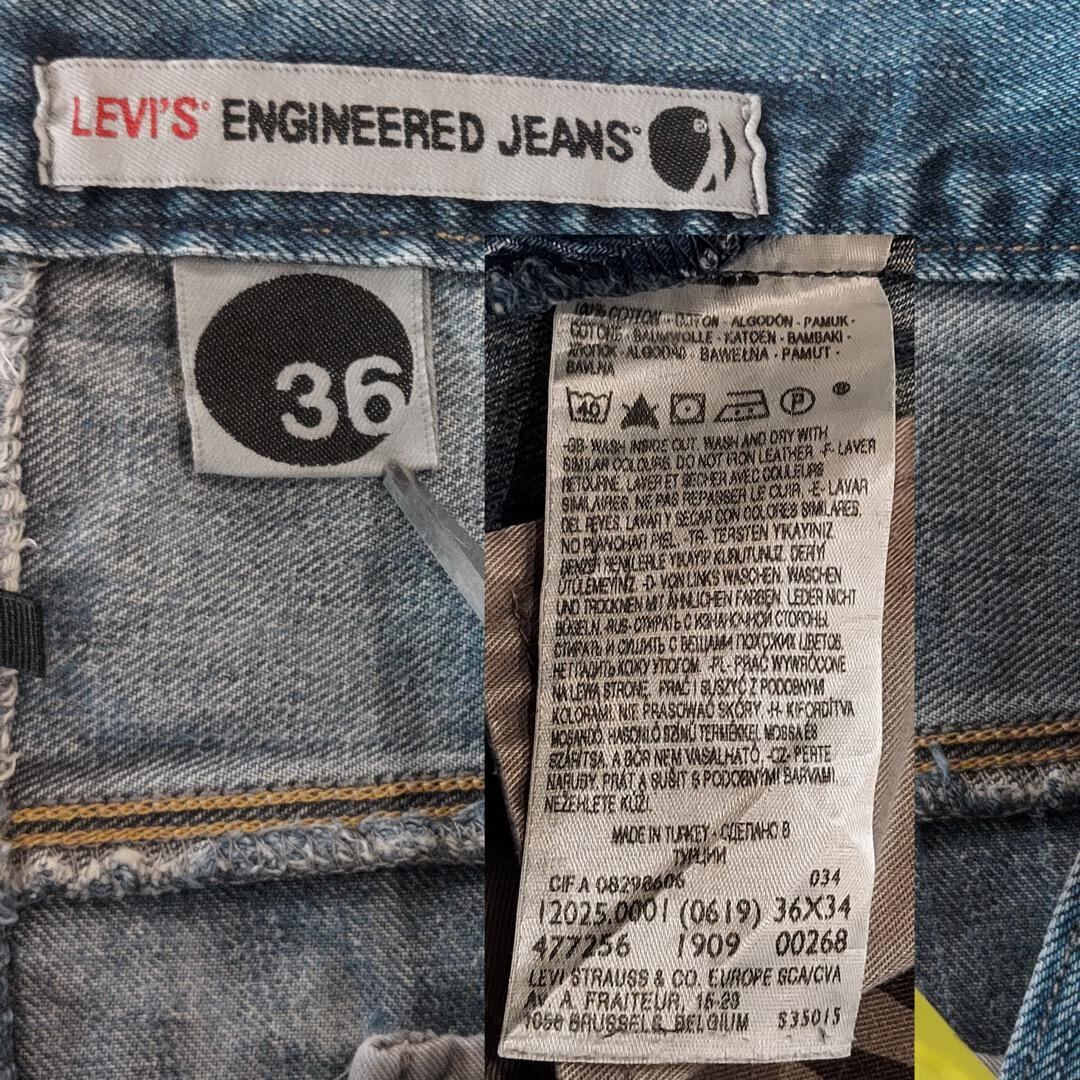 LEVI'S® ENGINEERED JEANS®
36
100% COTTON - COTON - ALGODÓN - PAMUK -
COTONE - BAUMWOLLE - KATOEN - BAMBAKI -
ХЛОПОК - ALGODAO - BAWEŁNA - PAMUT -
BAVLNA
40 P ®
-GB- WASH INSIDE OUT. WASH AND DRY WITH
SIMILAR COLOURS. DO NOT IRON LEATHER. -F- LAVER
RETOURNE. LAVER ET SECHER AVEC COULEURS
SIMILAIRES. NE PAS REPASSER LE CUIR. -E- LAVAR
DEL REVES. LAVAR Y SECAR CON COLORES SIMILARES.
NO PLANCHAR PIEL. -TR- TERSTEN YIKAYINIZ.
BENZER RENKLERLE YIKAYIP KURUTUNUZ. DERIYI
ÜTÜLEMEYINIZ. -D- VON LINKS WASCHEN. WASCHEN
UND TROCKNEN MIT ÄHNLICHEN FARBEN. LEDER NICHT
BÜGELN. -RUS- СТИРАТЬ С ИЗНАНОЧНОЙ СТОРОНЫ.
СТИРАТЬ И СУШИТЬ С ВЕЩАМИ ПОХОЖИХ ЦВЕТОВ.
НЕ ГЛАДИТЬ КОЖУ УТЮГОМ. -PL- PRAĆ WYWRÓCONE
NA LEWĄ STRONĘ. PRAĆ I SUSZYĆ Z PODOBNYMI
KOLORAMI. NIE PRASOWAĆ SKÓRY. -H- KIFORDÍTVA
MOSANDÓ. HASONLÓ SZINÜ TERMÉKKEL MOSSA ÉS
SZÁRÍTSA. A BŐR NEM VASALHATÓ. -CZ- PERTE
NARUBY. PRÁT A SUŠIT S PODOBNÝMI BARVAMI.
NEŽEHLETE KŮŽI.
MADE IN TURKEY - СДЕЛАНО В
ТУРЦИИ
CIF A 08298606 034
12025.0001 (0619) 36X34
477256 1909 00268
LEVI STRAUSS & CO. EUROPE GCA/CVA
AV. A. FRAITEUR, 15-23
1050 BRUSSELS, BELGIUM S35015